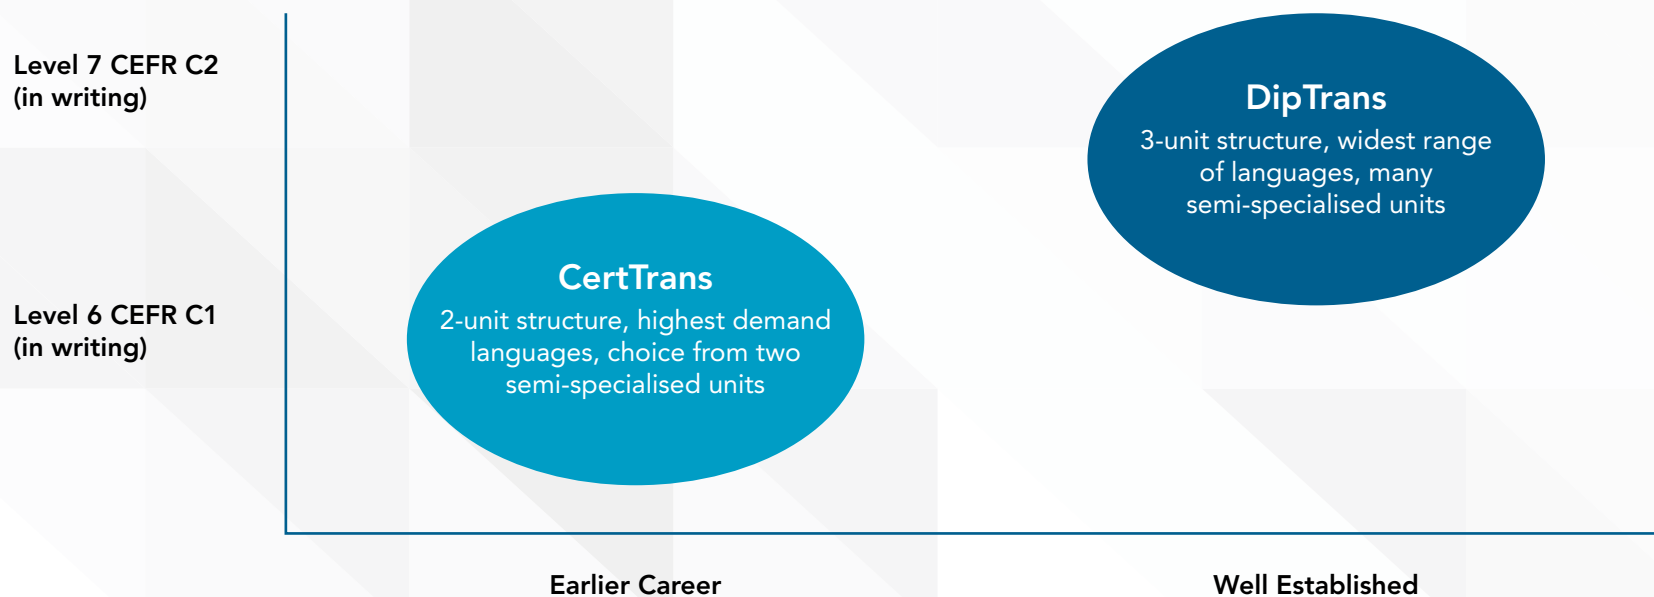 Level 7 CEFR C2
(in writing)
DipTrans
3-unit structure, widest range
of languages, many
semi-specialised units
CertTrans
2-unit structure, highest demand
languages, choice from two
semi-specialised units
Level 6 CEFR C1
(in writing)
Earlier Career
Well Established